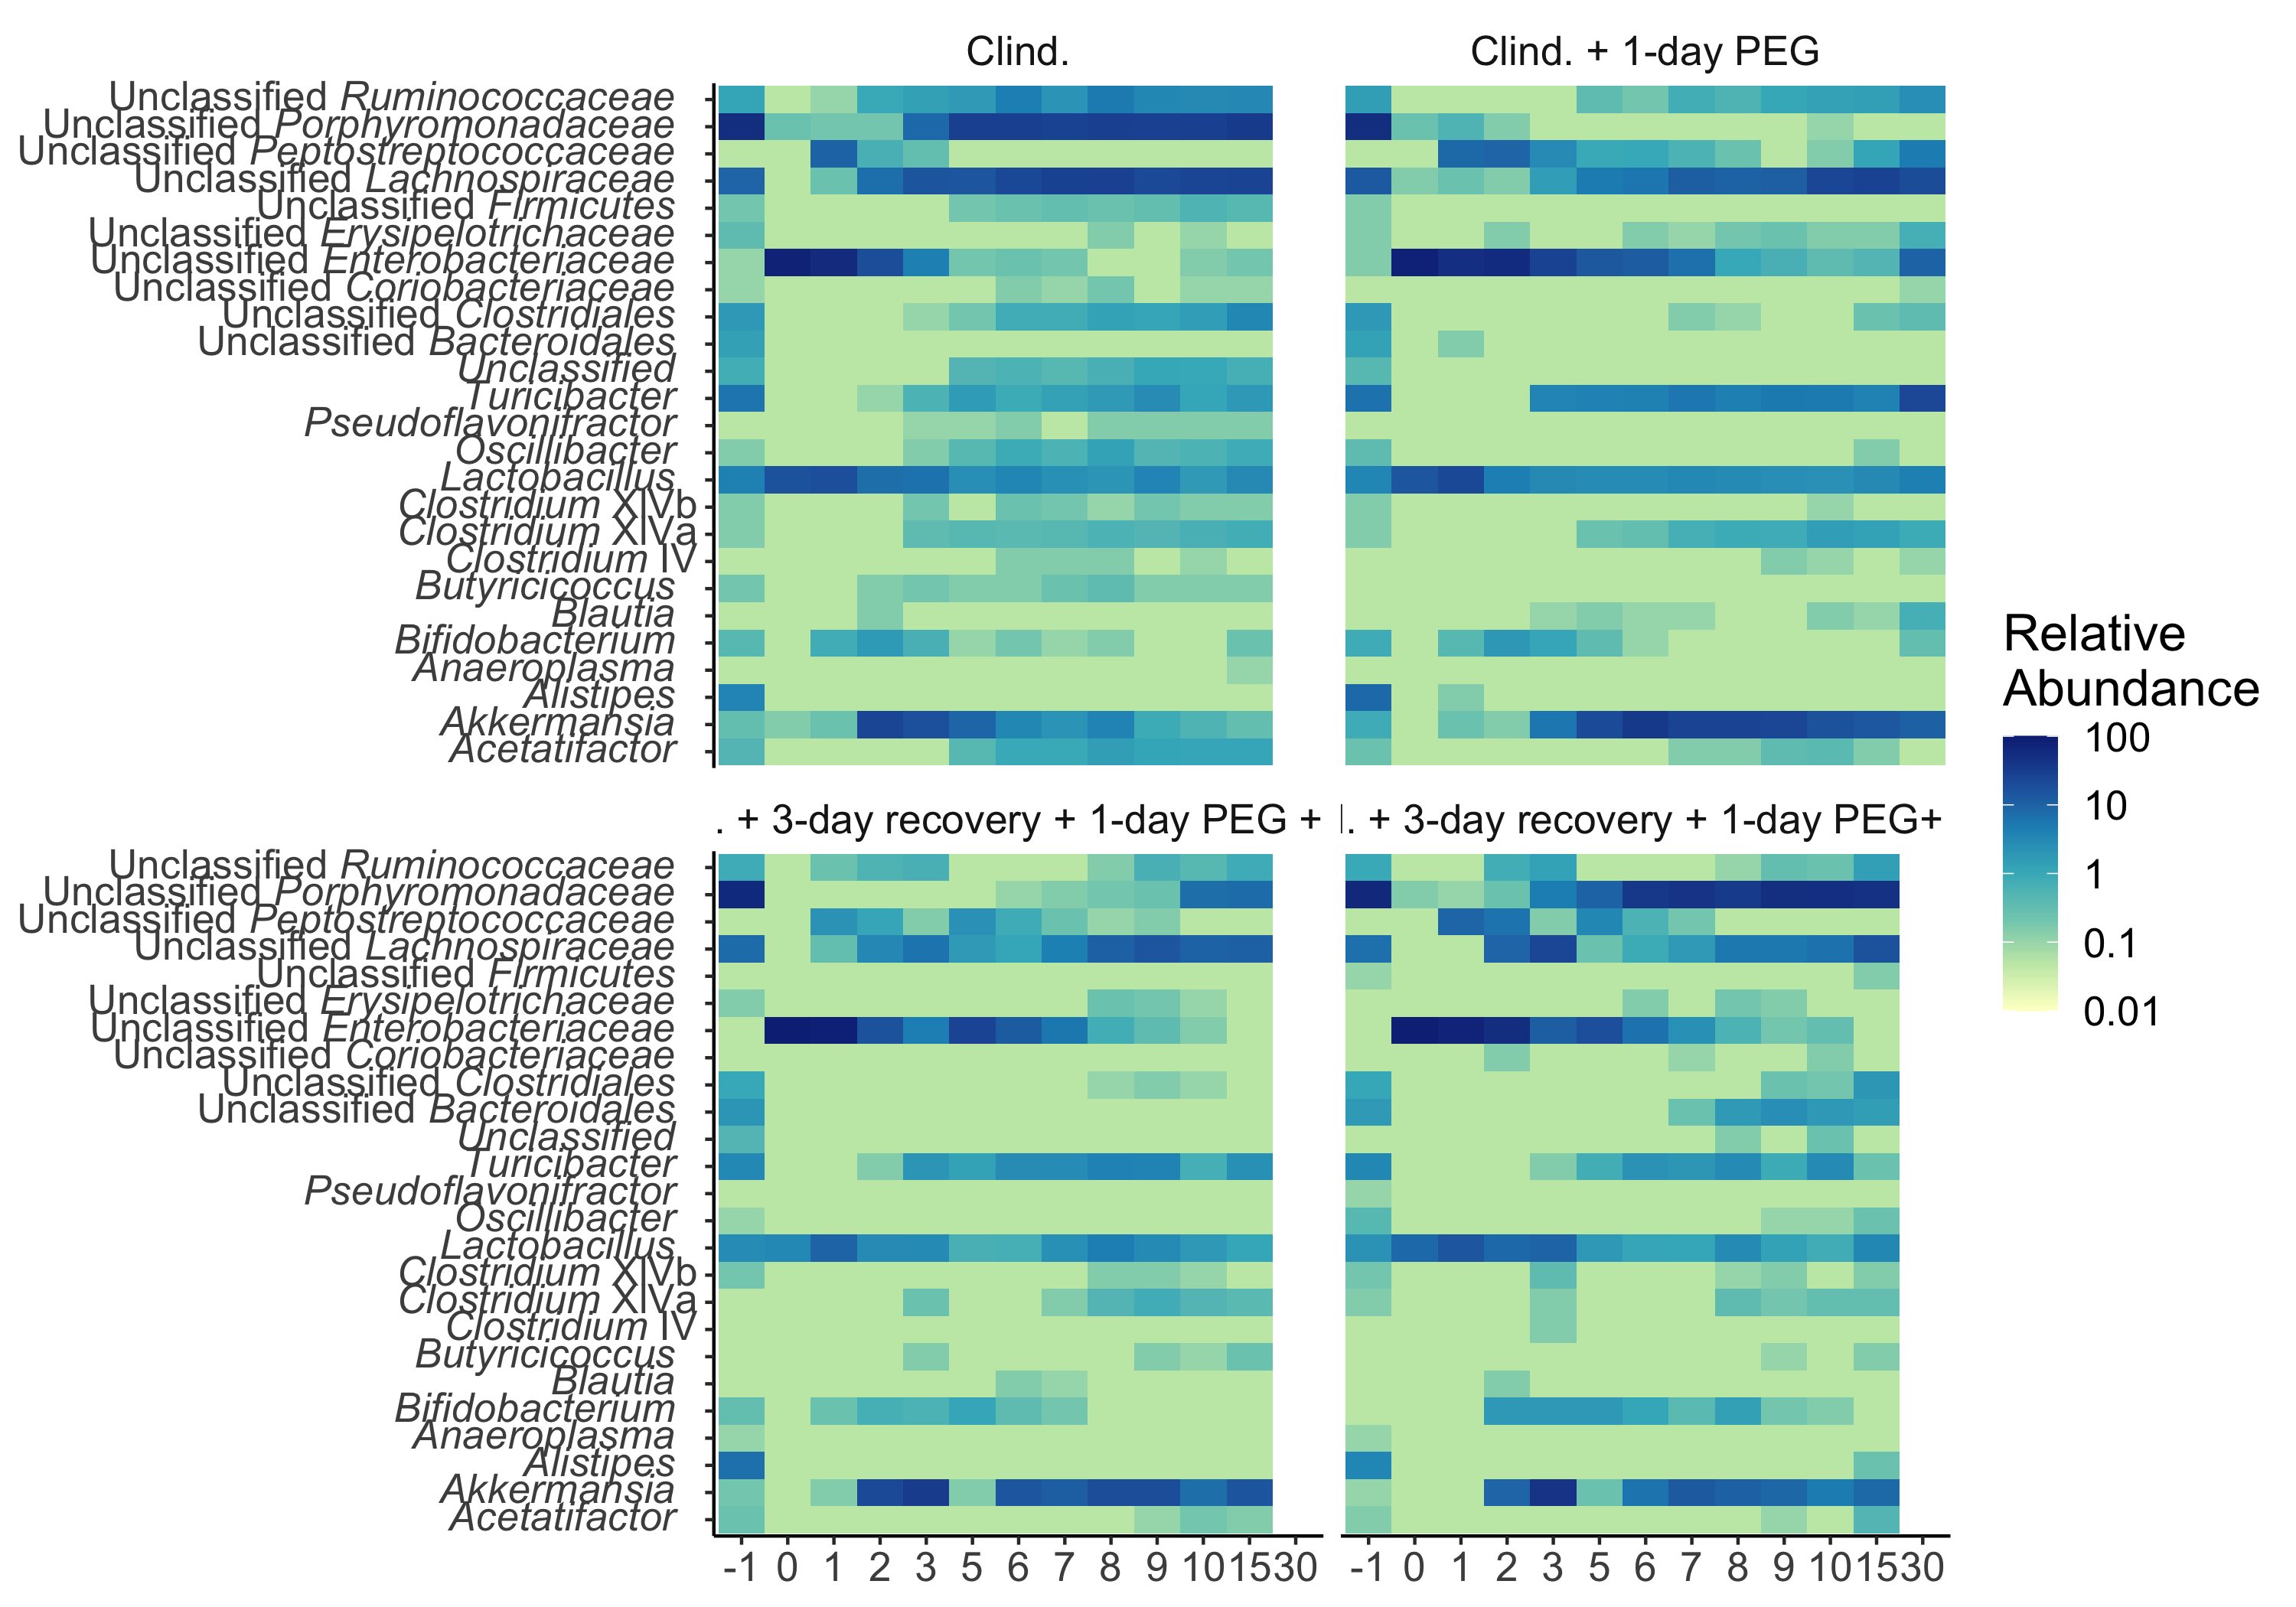 Clind.
Clind. + 1-day PEG
Unclassified Ruminococcaceae
Unclassified Porphyromonadaceae
Unclassified Peptostreptococcaceae
Unclassified Lachnospiraceae
Unclassified Firmicutes
Unclassified Erysipelotrichaceae
Unclassified Enterobacteriaceae
Unclassified Coriobacteriaceae
Unclassified Clostridiales
Unclassified Bacteroidales
Unclassified
Turicibacter
Pseudoflavonifractor
Oscillibacter
Lactobacillus
Clostridium XIVb
Clostridium XIVa
Clostridium IV
Butyricicoccus
Blautia
Bifidobacterium
Anaeroplasma
Alistipes
Akkermansia
Acetatifactor
. + 3-day recovery + 1-day PEG +
l. + 3-day recovery + 1-day PEG+
Unclassified Ruminococcaceae
Unclassified Porphyromonadaceae
Unclassified Peptostreptococcaceae
Unclassified Lachnospiraceae
Unclassified Firmicutes
Unclassified Erysipelotrichaceae
Unclassified Enterobacteriaceae
Unclassified Coriobacteriaceae
Unclassified Clostridiales
Unclassified Bacteroidales
Unclassified
Turicibacter
Pseudoflavonifractor
Oscillibacter
Lactobacillus
Clostridium XIVb
Clostridium XIVa
Clostridium IV
Butyricicoccus
Blautia
Bifidobacterium
Anaeroplasma
Alistipes
Akkermansia
Acetatifactor
-1 0 1 2 3 5 6 7 8 9 10 15 30
-1 0 1 2 3 5 6 7 8 9 10 15 30
Relative
Abundance
100
10
1
0.1
0.01